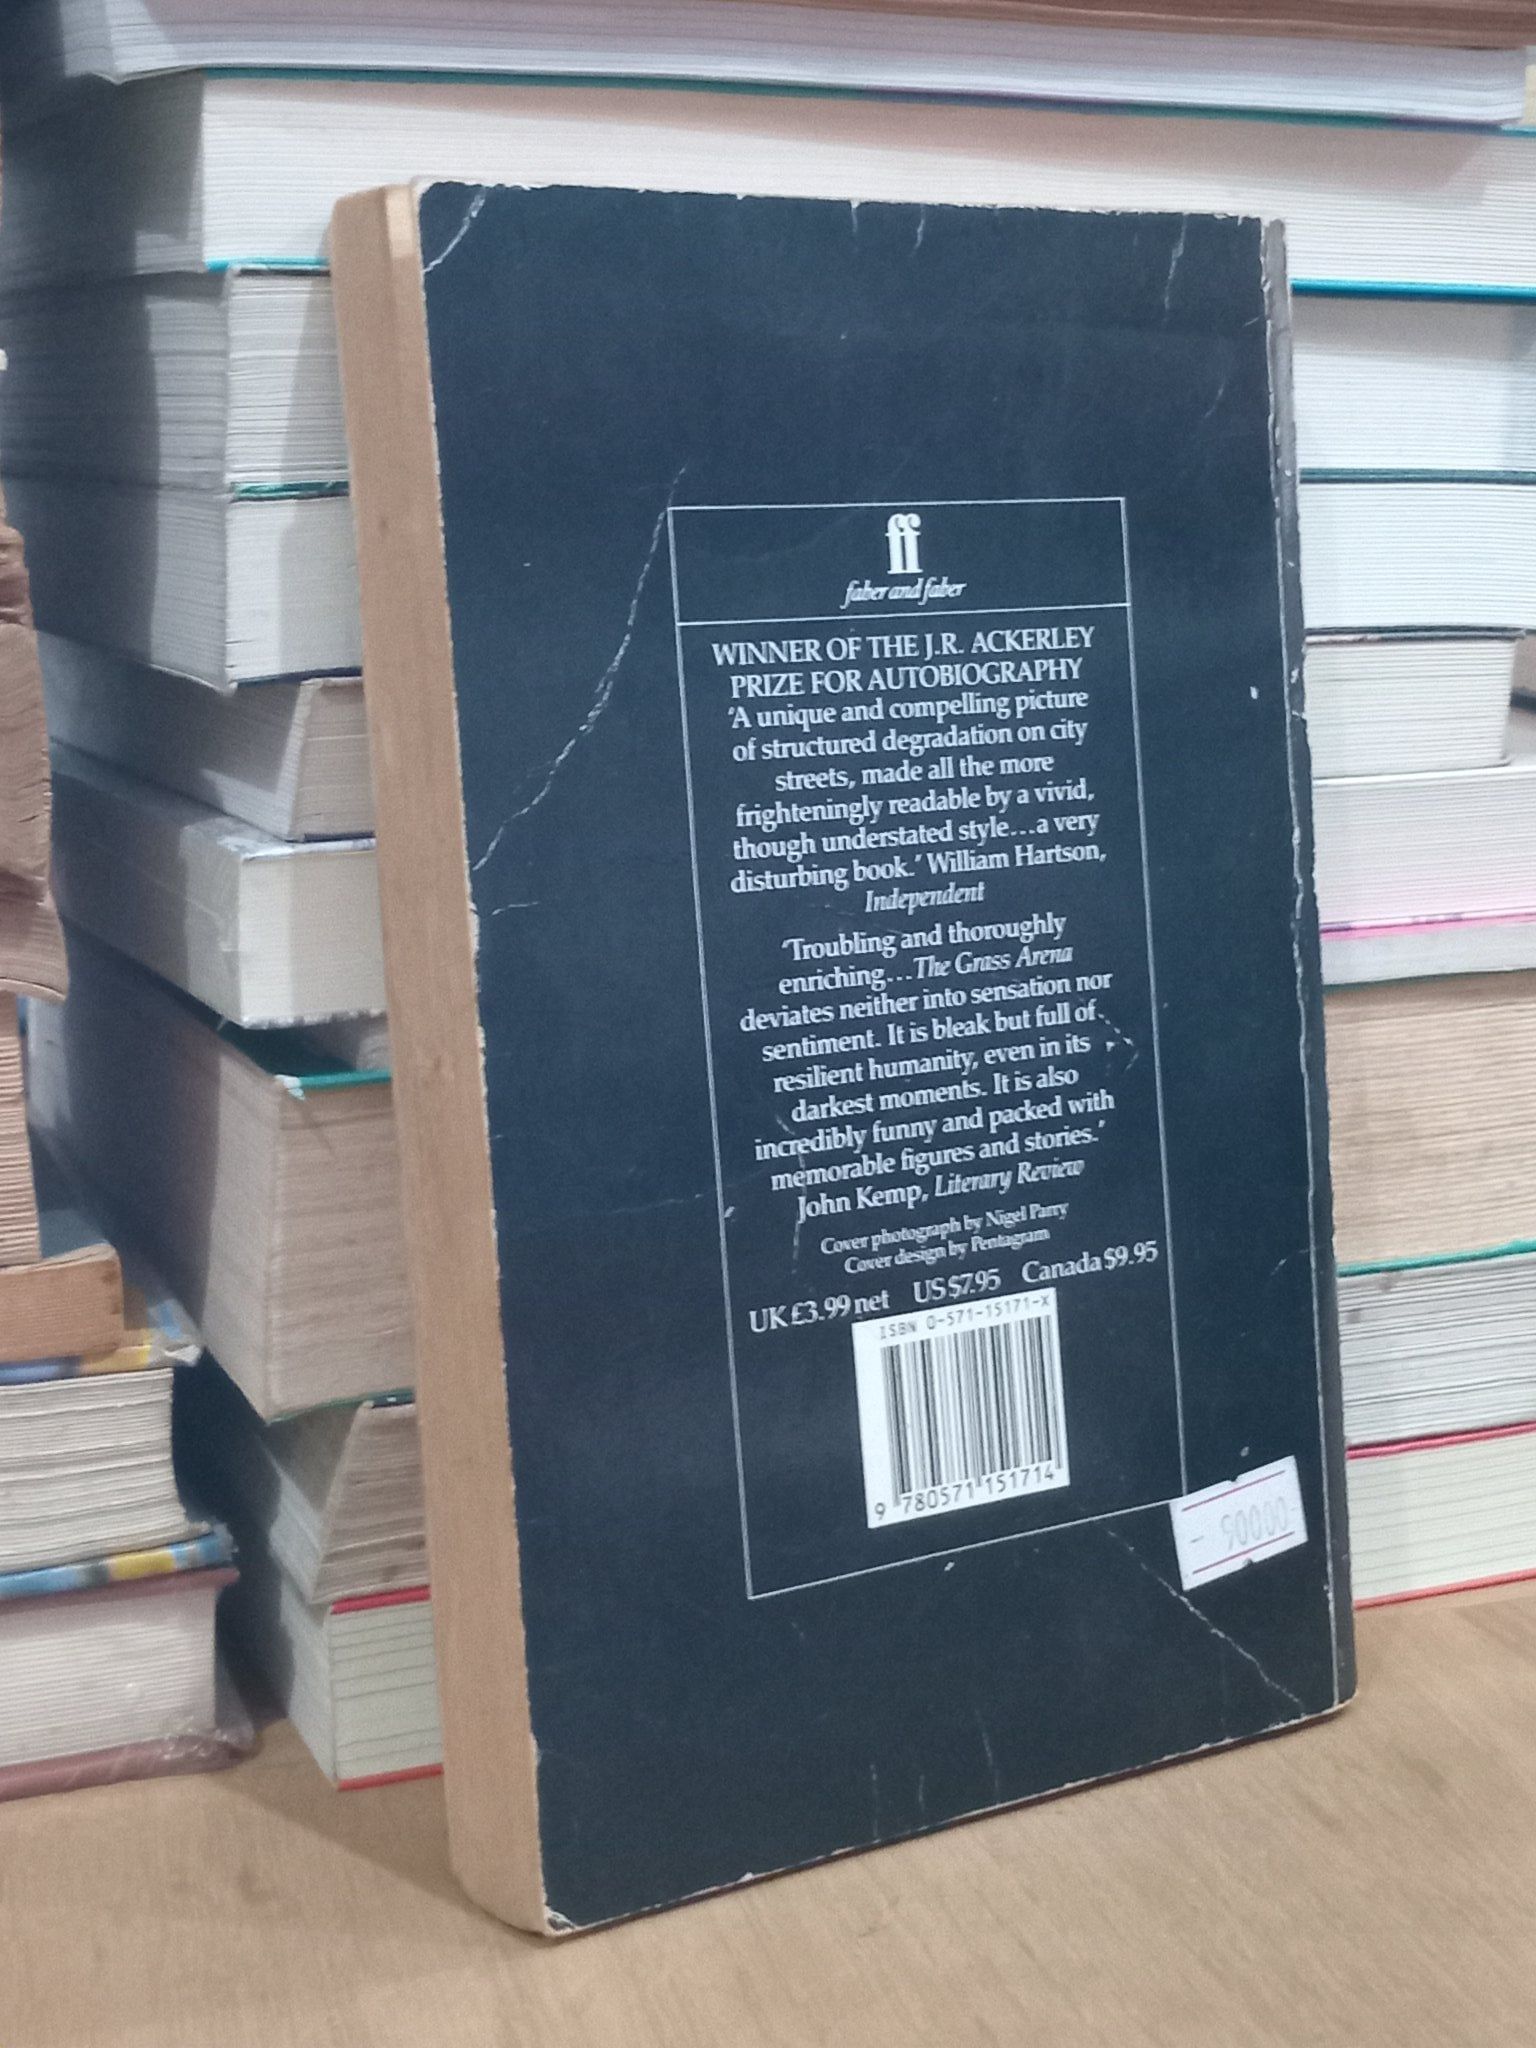 ff
faber and faber
WINNER OF THE J.R. ACKERLEY
PRIZE FOR AUTOBIOGRAPHY
'A unique and compelling picture
of structured degradation on city
streets, made all the more
frighteningly readable by a vivid,
though understated style...a very
disturbing book.' William Hartson,
Independent
'Troubling and thoroughly
enriching...The Grass Arena
deviates neither into sensation nor
sentiment. It is bleak but full of
resilient humanity, even in its
darkest moments. It is also
incredibly funny and packed with
memorable figures and stories.'
John Kemp, Literary Review
Cover photograph by Nigel Parry
Cover design by Pentagram
UK £3.99 net US $7.95 Canada $9.95
ISBN 0-571-15171-X
9 780571 151714
- 90000-